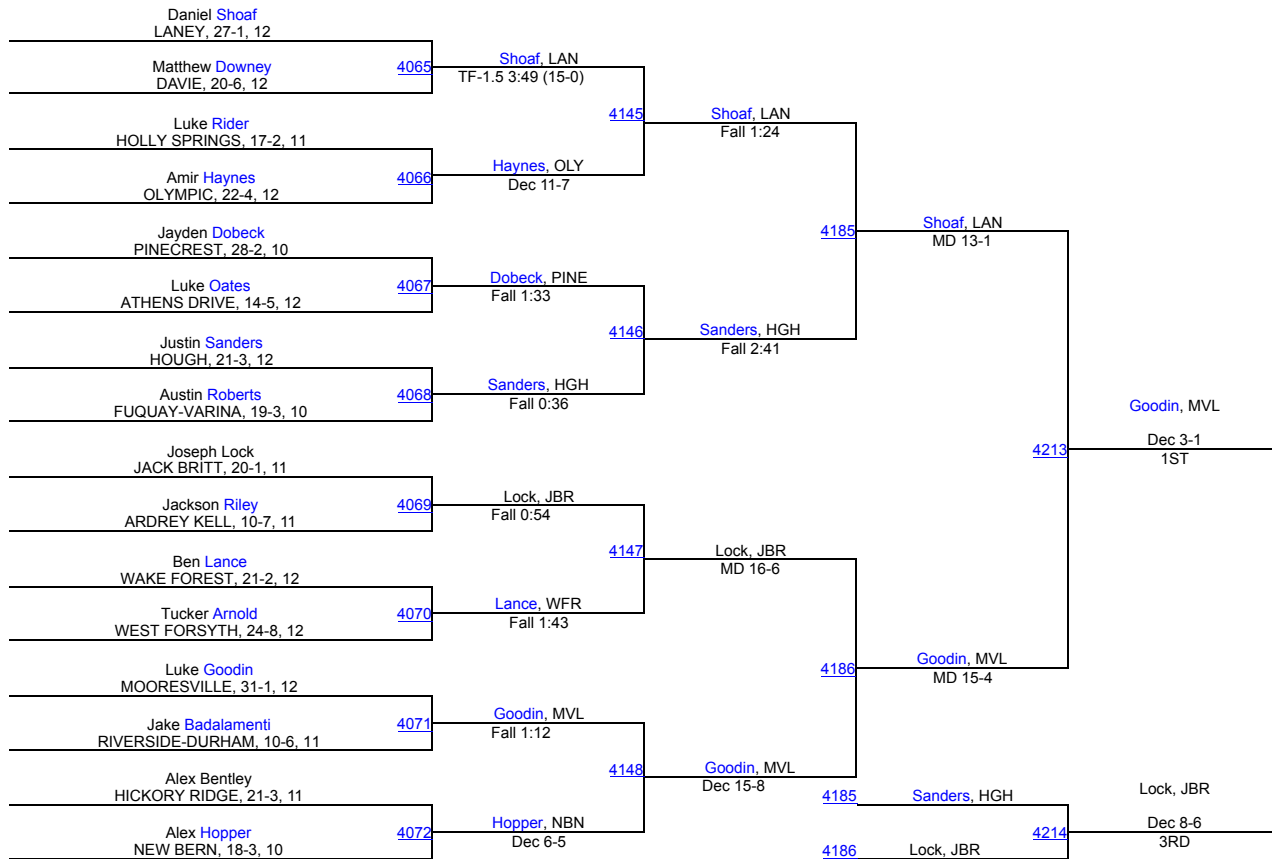 Daniel Shoaf
LANEY, 27-1, 12
Matthew Downey
DAVIE, 20-6, 12
4065
Shoaf, LAN
TF-1.5 3:49 (15-0)
Luke Rider
HOLLY SPRINGS, 17-2, 11
Amir Haynes
OLYMPIC, 22-4, 12
4066
Haynes, OLY
Dec 11-7
4145
Shoaf, LAN
Fall 1:24
Jayden Dobeck
PINECREST, 28-2, 10
Luke Oates
ATHENS DRIVE, 14-5, 12
4067
Dobeck, PINE
Fall 1:33
Justin Sanders
HOUGH, 21-3, 12
Austin Roberts
FUQUAY-VARINA, 19-3, 10
4068
Sanders, HGH
Fall 0:36
4146
Sanders, HGH
Fall 2:41
4185
Shoaf, LAN
MD 13-1
Joseph Lock
JACK BRITT, 20-1, 11
Jackson Riley
ARDREY KELL, 10-7, 11
4069
Lock, JBR
Fall 0:54
Ben Lance
WAKE FOREST, 21-2, 12
Tucker Arnold
WEST FORSYTH, 24-8, 12
4070
Lance, WFR
Fall 1:43
4147
Lock, JBR
MD 16-6
Luke Goodin
MOORESVILLE, 31-1, 12
Jake Badalamenti
RIVERSIDE-DURHAM, 10-6, 11
4071
Goodin, MVL
Fall 1:12
Alex Bentley
HICKORY RIDGE, 21-3, 11
Alex Hopper
NEW BERN, 18-3, 10
4072
Hopper, NBN
Dec 6-5
4148
Goodin, MVL
Dec 15-8
4186
Goodin, MVL
MD 15-4
4213
Goodin, MVL
Dec 3-1
1ST
4185
Sanders, HGH
4186
Lock, JBR
4214
Lock, JBR
Dec 8-6
3RD